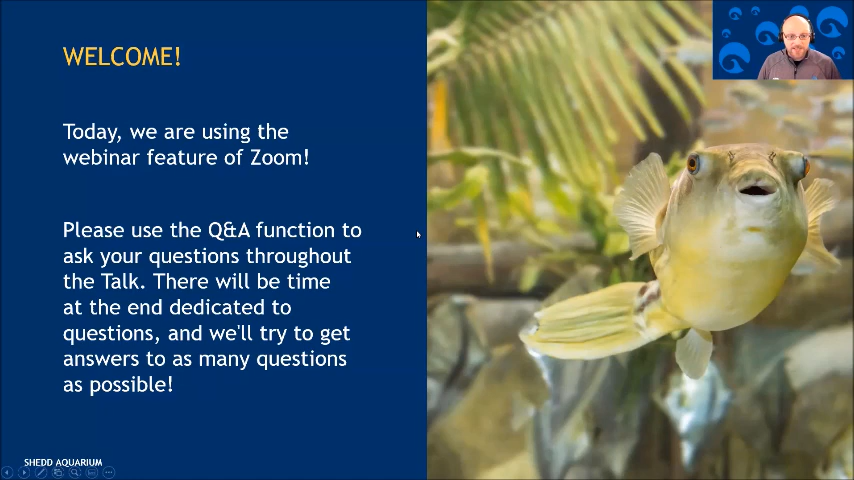 WELCOME!
Today, we are using the
webinar feature of Zoom!
Please use the Q&A function to
ask your questions throughout
the Talk. There will be time
at the end dedicated to
questions, and we'll try to get
answers to as many questions
as possible!
SHEDD AQUARIUM